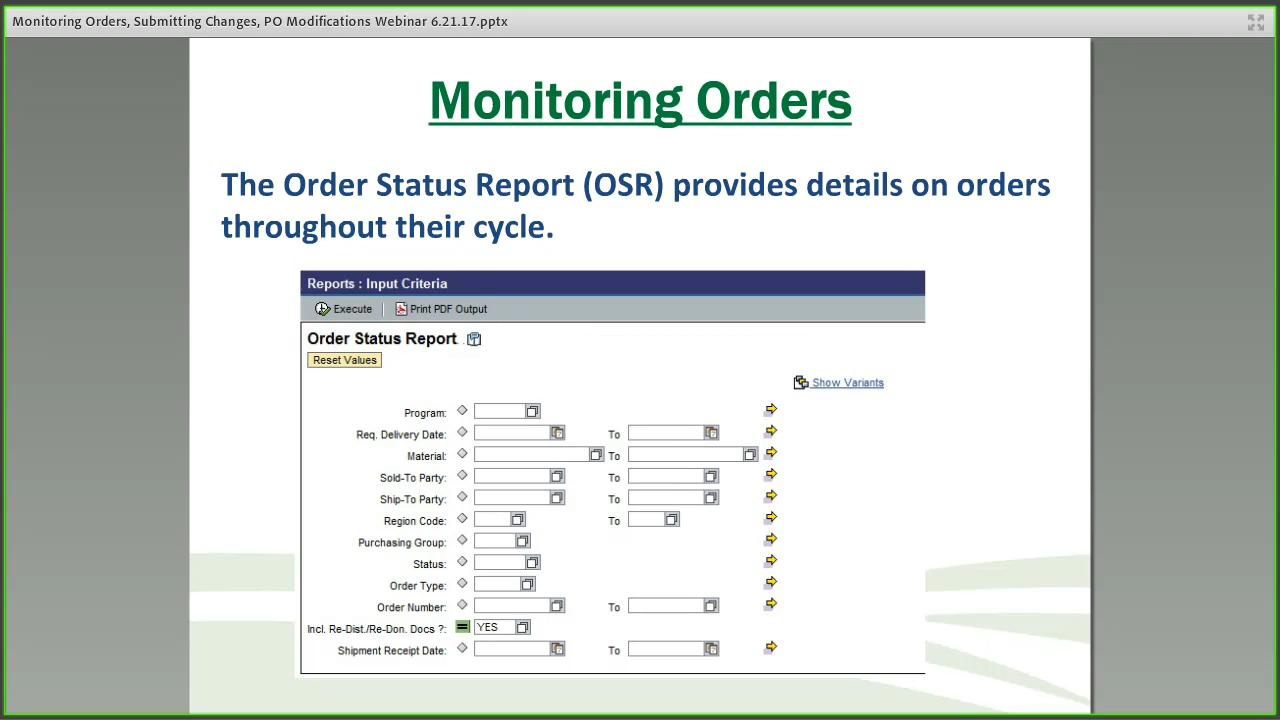 Monitoring Orders, Submitting Changes, PO Modifications Webinar 6.21.17.pptx
Monitoring Orders
The Order Status Report (OSR) provides details on orders
throughout their cycle.
Reports : Input Criteria
Execute
Print PDF Output
Order Status Report
Reset Values
Show Variants
Program:
Req. Delivery Date: To
Material: To
Sold-To Party: To
Ship-To Party: To
Region Code: To
Purchasing Group:
Status:
Order Type:
Order Number: To
Incl. Re-Dist./Re-Don. Docs ?: YES
Shipment Receipt Date: To